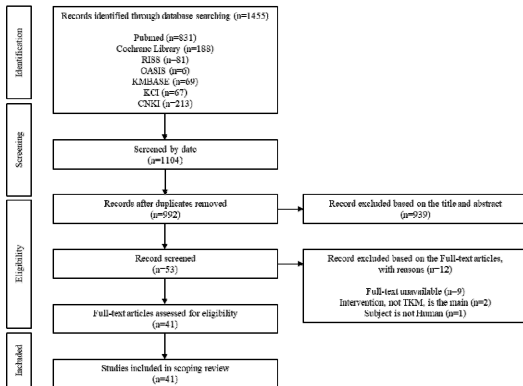 Identification
Records identified through database searching (n=1455)
Pubmed (n=831)
Cochrane Library (n=188)
RISS (n=81)
OASIS (n=6)
KMBASE (n=69)
KCI (n=67)
CNKI (n=213)
Screening
Screened by date
(n=1104)
Eligibility
Records after duplicates removed
(n=992)
Record excluded based on the title and abstract
(n=939)
Record screened
(n=53)
Record excluded based on the Full-text articles,
with reasons (n=12)
Full-text unavailable (n=9)
Intervention, not TKM, is the main (n=2)
Subject is not Human (n=1)
Full-text articles assessed for eligibility
(n=41)
Included
Studies included in scoping review
(n=41)